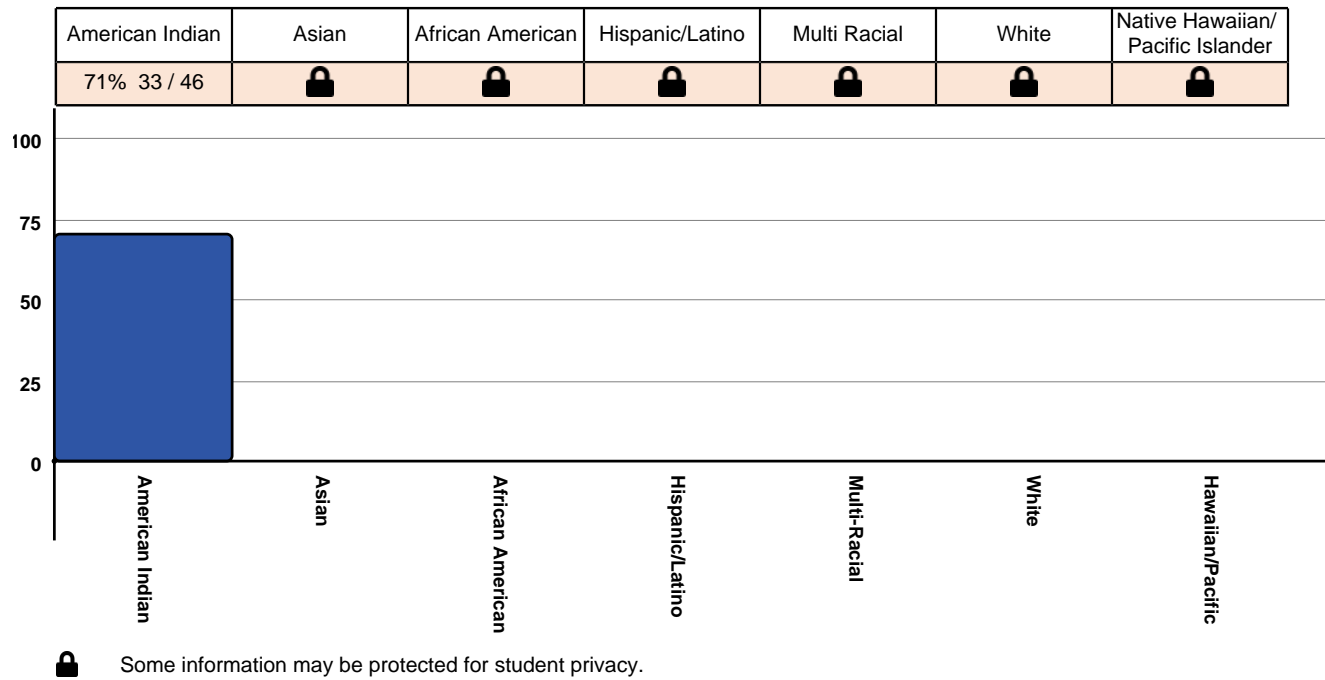 American Indian Asian African American Hispanic/Latino Multi Racial White Native Hawaiian/
Pacific Islander
71% 33 / 46
100
75
50
25
0
American Indian
Asian
African American
Hispanic/Latino
Multi-Racial
White
Hawaiian/Pacific
Some information may be protected for student privacy.